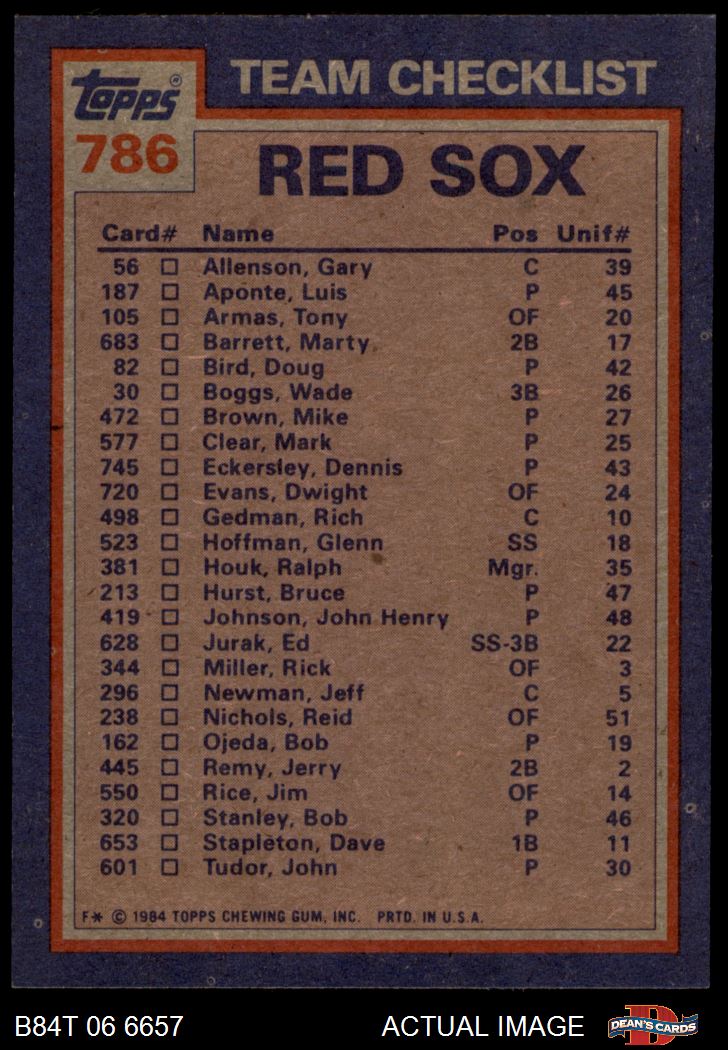 TEAM CHECKLIST
Topps®
786
RED SOX
Card# Name Pos Unif#
56 Allenson, Gary C 39
187 Aponte, Luis P 45
105 Armas, Tony OF 20
683 Barrett, Marty 2B 17
82 Bird, Doug P 42
30 Boggs, Wade 3B 26
472 Brown, Mike P 27
577 Clear, Mark P 25
745 Eckersley, Dennis P 43
720 Evans, Dwight OF 24
498 Gedman, Rich C 10
523 Hoffman, Glenn SS 18
381 Houk, Ralph Mgr. 35
213 Hurst, Bruce P 47
419 Johnson, John Henry P 48
628 Jurak, Ed SS-3B 22
344 Miller, Rick OF 3
296 Newman, Jeff C 5
238 Nichols, Reid OF 51
162 Ojeda, Bob P 19
445 Remy, Jerry 2B 2
550 Rice, Jim OF 14
320 Stanley, Bob P 46
653 Stapleton, Dave 1B 11
601 Tudor, John P 30
F* © 1984 TOPPS CHEWING GUM, INC. PRTD. IN U.S.A.
B84T 06 6657 ACTUAL IMAGE D DEAN'S CARDS